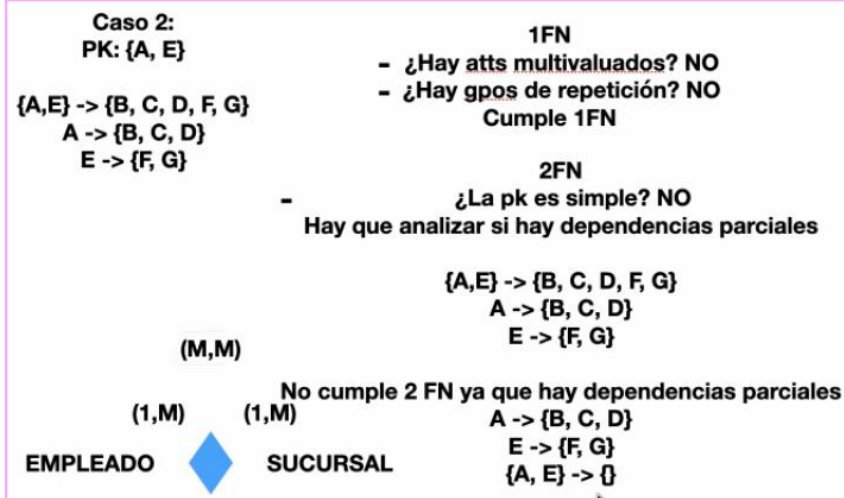 Caso 2:
PK: {A, E}
{A,E} -> {B, C, D, F, G}
A -> {B, C, D}
E -> {F, G}
1FN
- ¿Hay atts multivaluados? NO
- ¿Hay gpos de repetición? NO
Cumple 1FN
2FN
- ¿La pk es simple? NO
Hay que analizar si hay dependencias parciales
{A,E} -> {B, C, D, F, G}
A -> {B, C, D}
E -> {F, G}
No cumple 2 FN ya que hay dependencias parciales
A -> {B, C, D}
E -> {F, G}
{A, E} -> {}
(M,M)
(1,M) (1,M)
EMPLEADO SUCURSAL